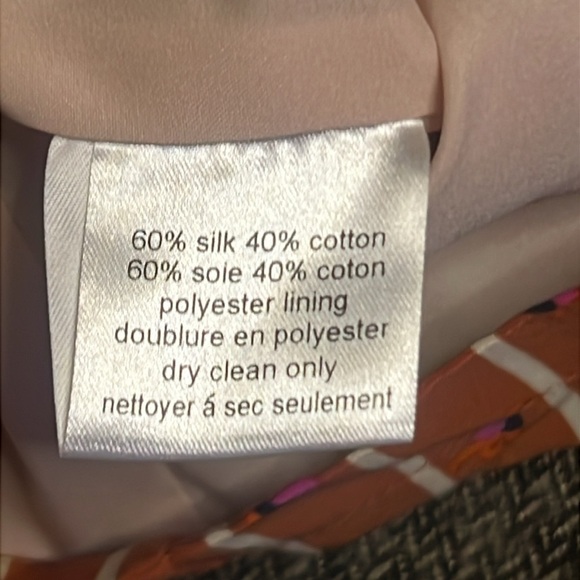 60% silk 40% cotton
60% soie 40% coton
polyester lining
doublure en polyester
dry clean only
nettoyer á sec seulement